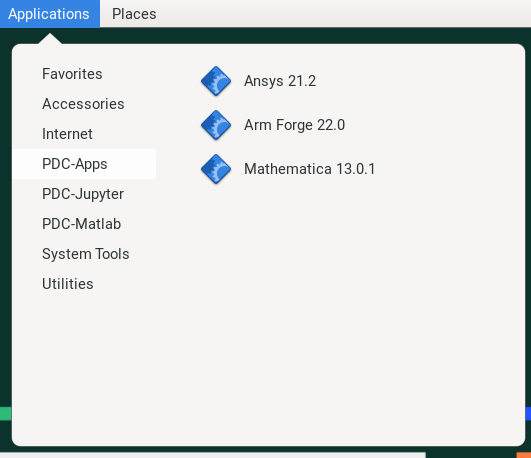 Applications Places
Favorites
Accessories
Internet
PDC-Apps
PDC-Jupyter
PDC-Matlab
System Tools
Utilities
Ansys 21.2
Arm Forge 22.0
Mathematica 13.0.1